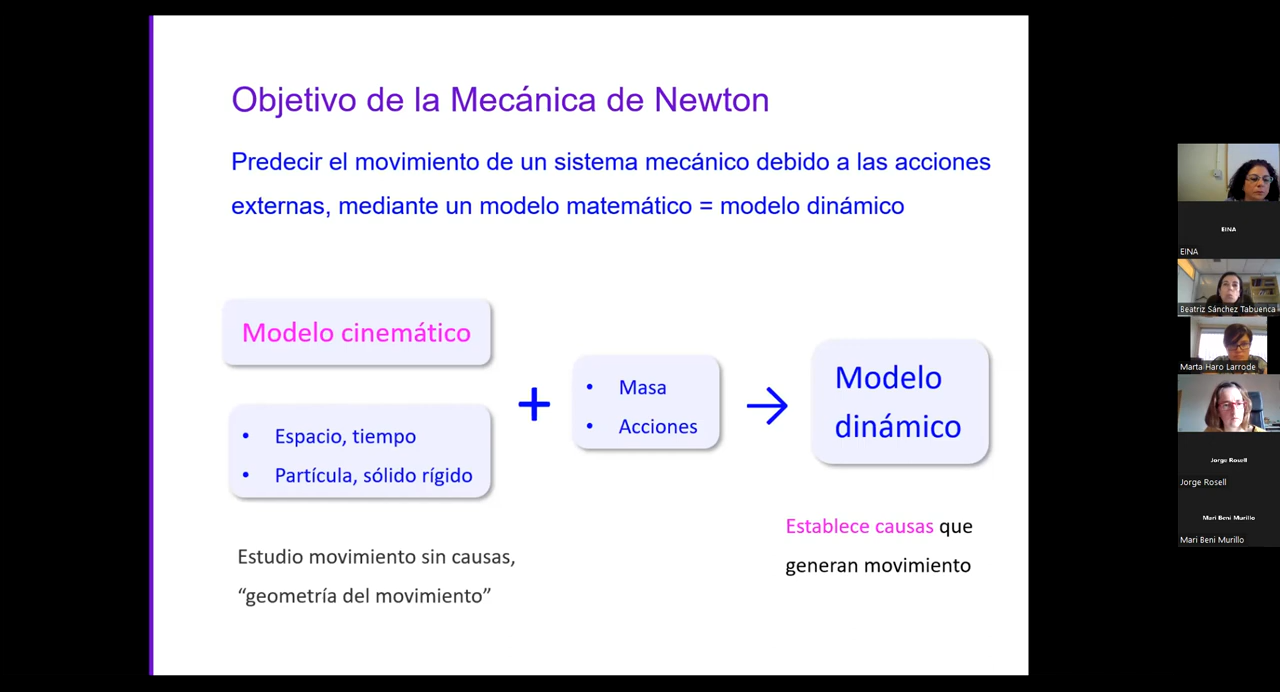 Objetivo de la Mecánica de Newton
Predecir el movimiento de un sistema mecánico debido a las acciones
externas, mediante un modelo matemático = modelo dinámico
Modelo cinemático
• Espacio, tiempo
• Partícula, sólido rígido
+
• Masa
• Acciones
→
Modelo
dinámico
Estudio movimiento sin causas,
“geometría del movimiento”
Establece causas que
generan movimiento
EINA
EINA
Beatriz Sánchez Tabuenca
Marta Haro Larrode
Jorge Rosell
Jorge Rosell
Mari Beni Murillo
Mari Beni Murillo